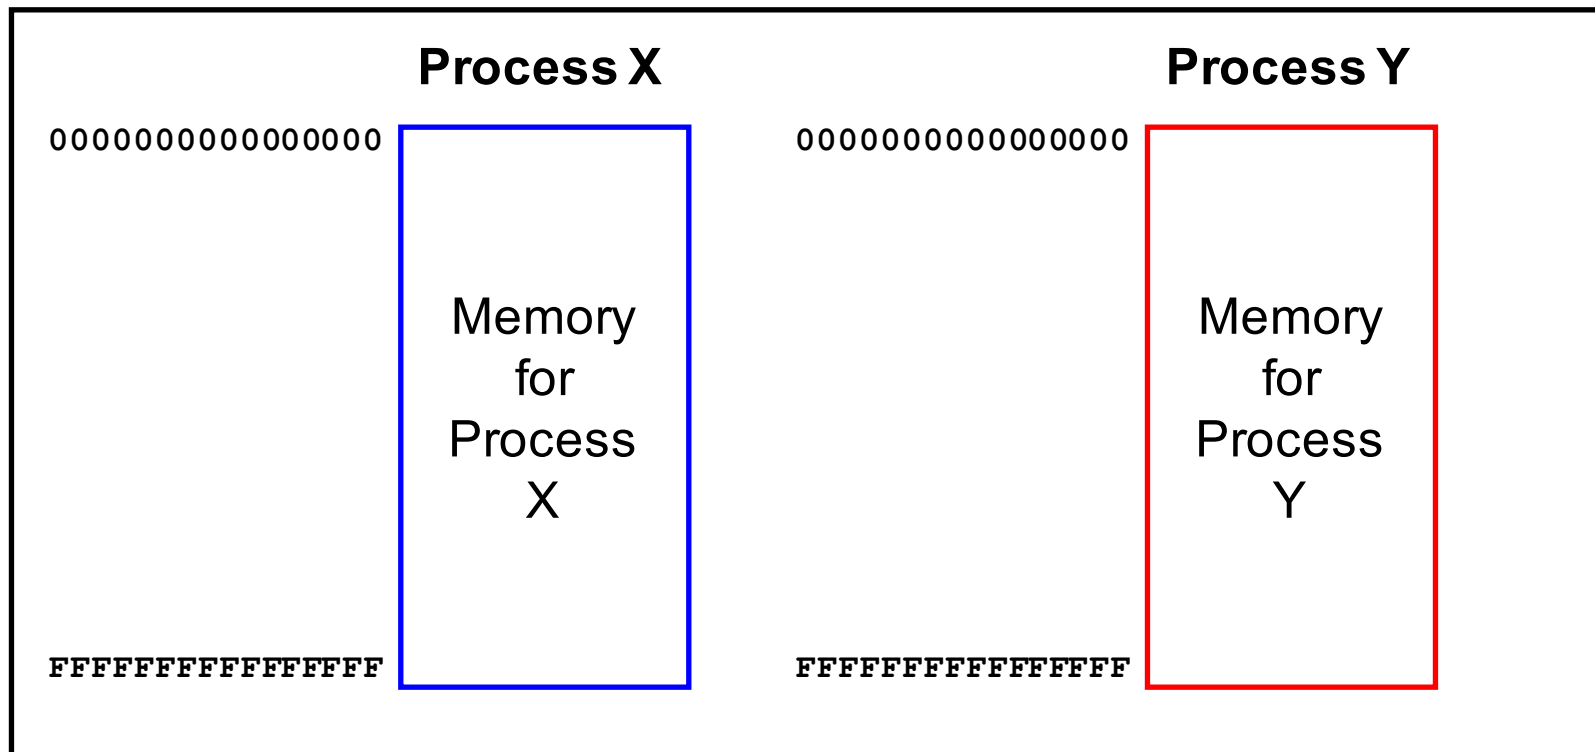 Process X
0000000000000000
Memory
for
Process
X
FFFFFFFFFFFFFFFF
Process Y
0000000000000000
Memory
for
Process
Y
FFFFFFFFFFFFFFFF